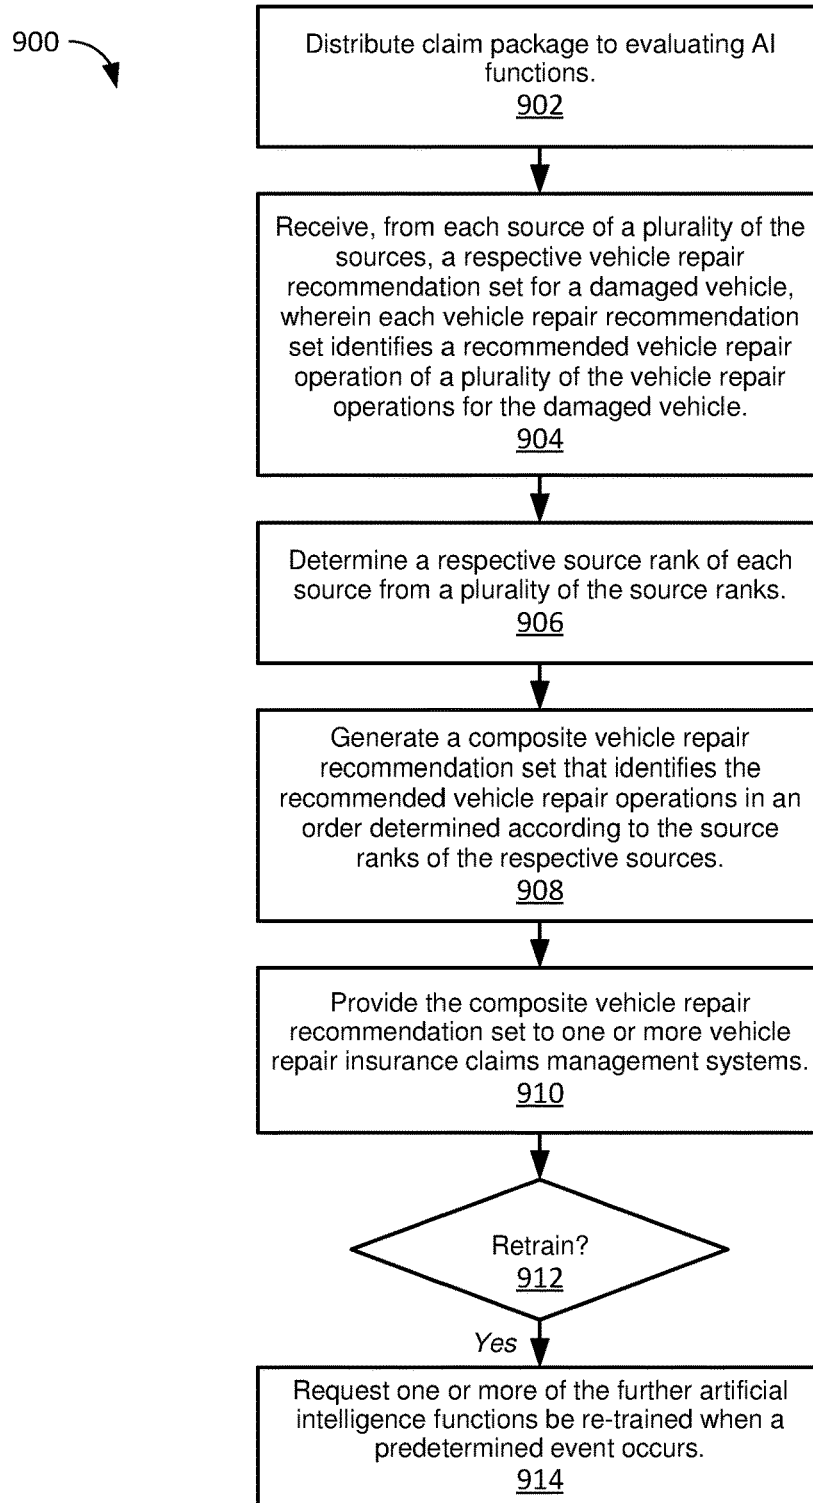 900
Distribute claim package to evaluating AI
functions.
902
Receive, from each source of a plurality of the
sources, a respective vehicle repair
recommendation set for a damaged vehicle,
wherein each vehicle repair recommendation
set identifies a recommended vehicle repair
operation of a plurality of the vehicle repair
operations for the damaged vehicle.
904
Determine a respective source rank of each
source from a plurality of the source ranks.
906
Generate a composite vehicle repair
recommendation set that identifies the
recommended vehicle repair operations in an
order determined according to the source
ranks of the respective sources.
908
Provide the composite vehicle repair
recommendation set to one or more vehicle
repair insurance claims management systems.
910
Retrain?
912
Yes
Request one or more of the further artificial
intelligence functions be re-trained when a
predetermined event occurs.
914